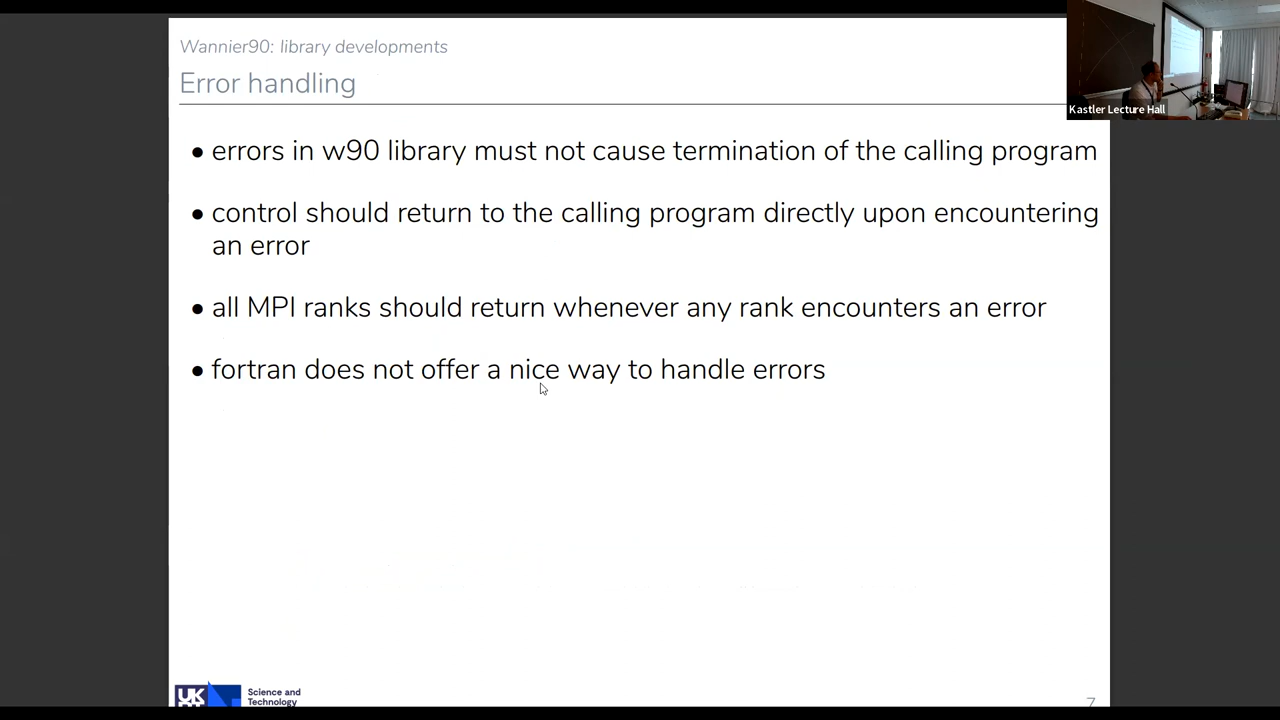 Wannier90: library developments
Error handling
Kastler Lecture Hall
• errors in w90 library must not cause termination of the calling program
• control should return to the calling program directly upon encountering
an error
• all MPI ranks should return whenever any rank encounters an error
• fortran does not offer a nice way to handle errors
UK
Science and
Technology
7